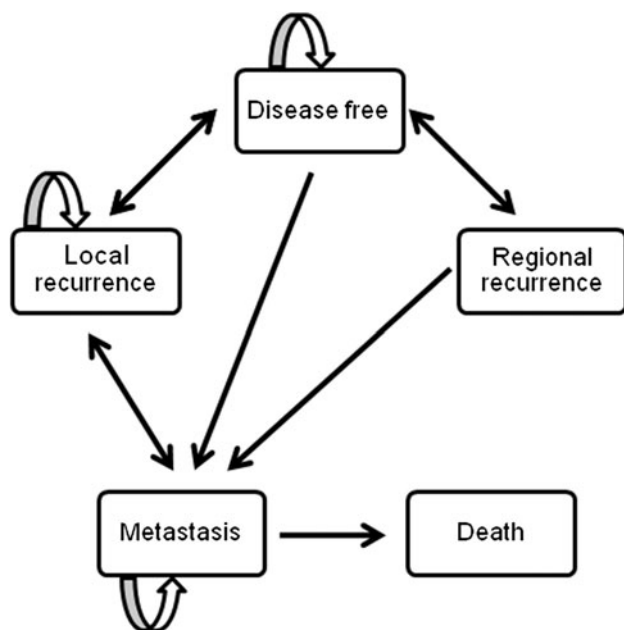 Disease free
Local
recurrence
Regional
recurrence
Metastasis
Death